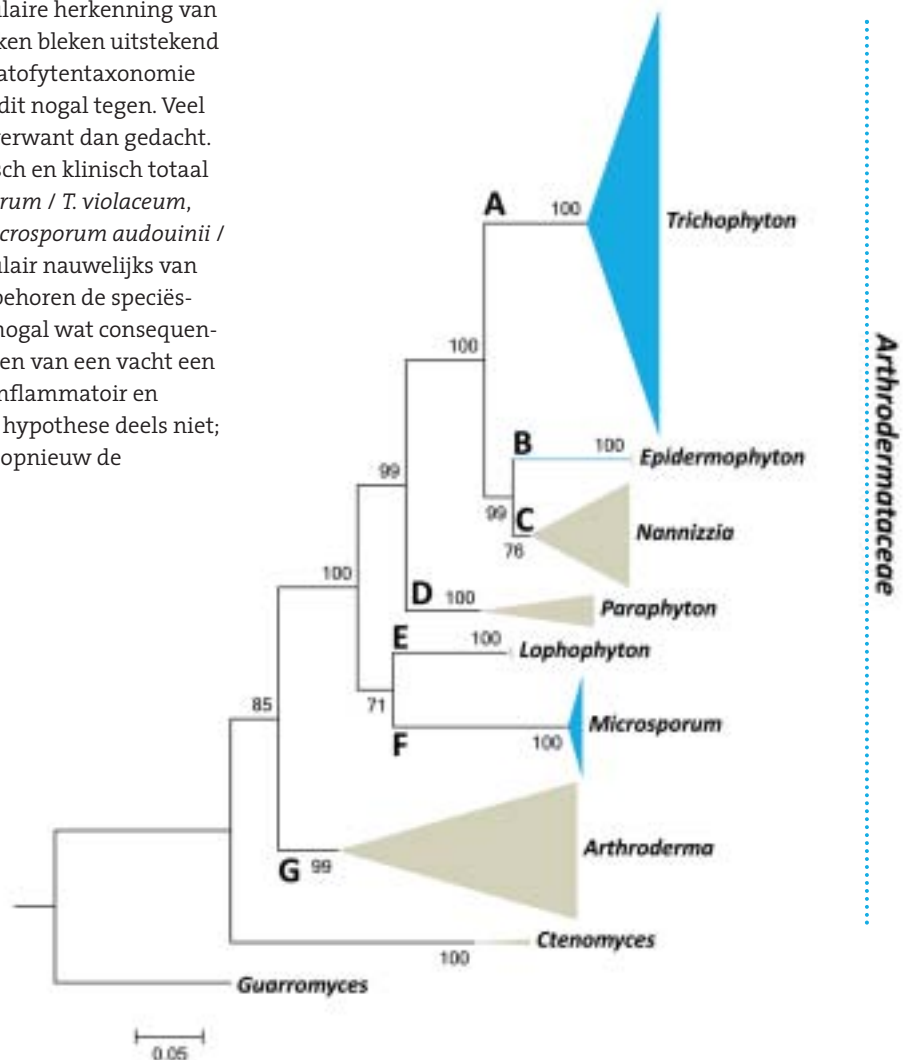 laire herkenning van
ken bleken uitstekend
atofytentaxonomie
dit nogal tegen. Veel
erwant dan gedacht.
sch en klinisch totaal
rum / T. violaceum,
crosporum audouinii /
lair nauwelijks van
behoren de speciës-
nogal wat consequen-
en van een vacht een
nflammatoir en
hypothese deels niet;
opnieuw de
A 100
Trichophyton
100
B 100
Epidermophyton
99
99
C
76
Nannizzia
100
D 100
Paraphyton
E 100
Lophophyton
71
85
F 100
Microsporum
G 99
Arthroderma
100
Ctenomyces
Guarromyces
0.05
Arthrodermataceae